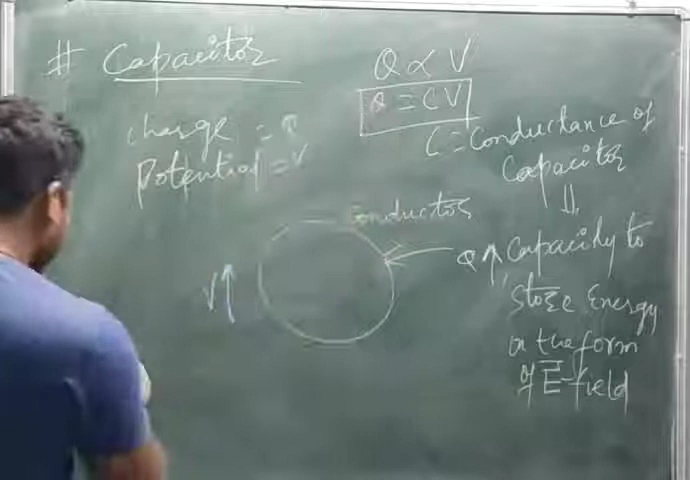 # Capacitor
Q ∝ V
Q = CV
charge = ↑
Potential = V
C = Conductance of
Capacitor
⇓
Conductor
V↑
Q ↑
Capacity to
Store Energy
in the form
of E-field